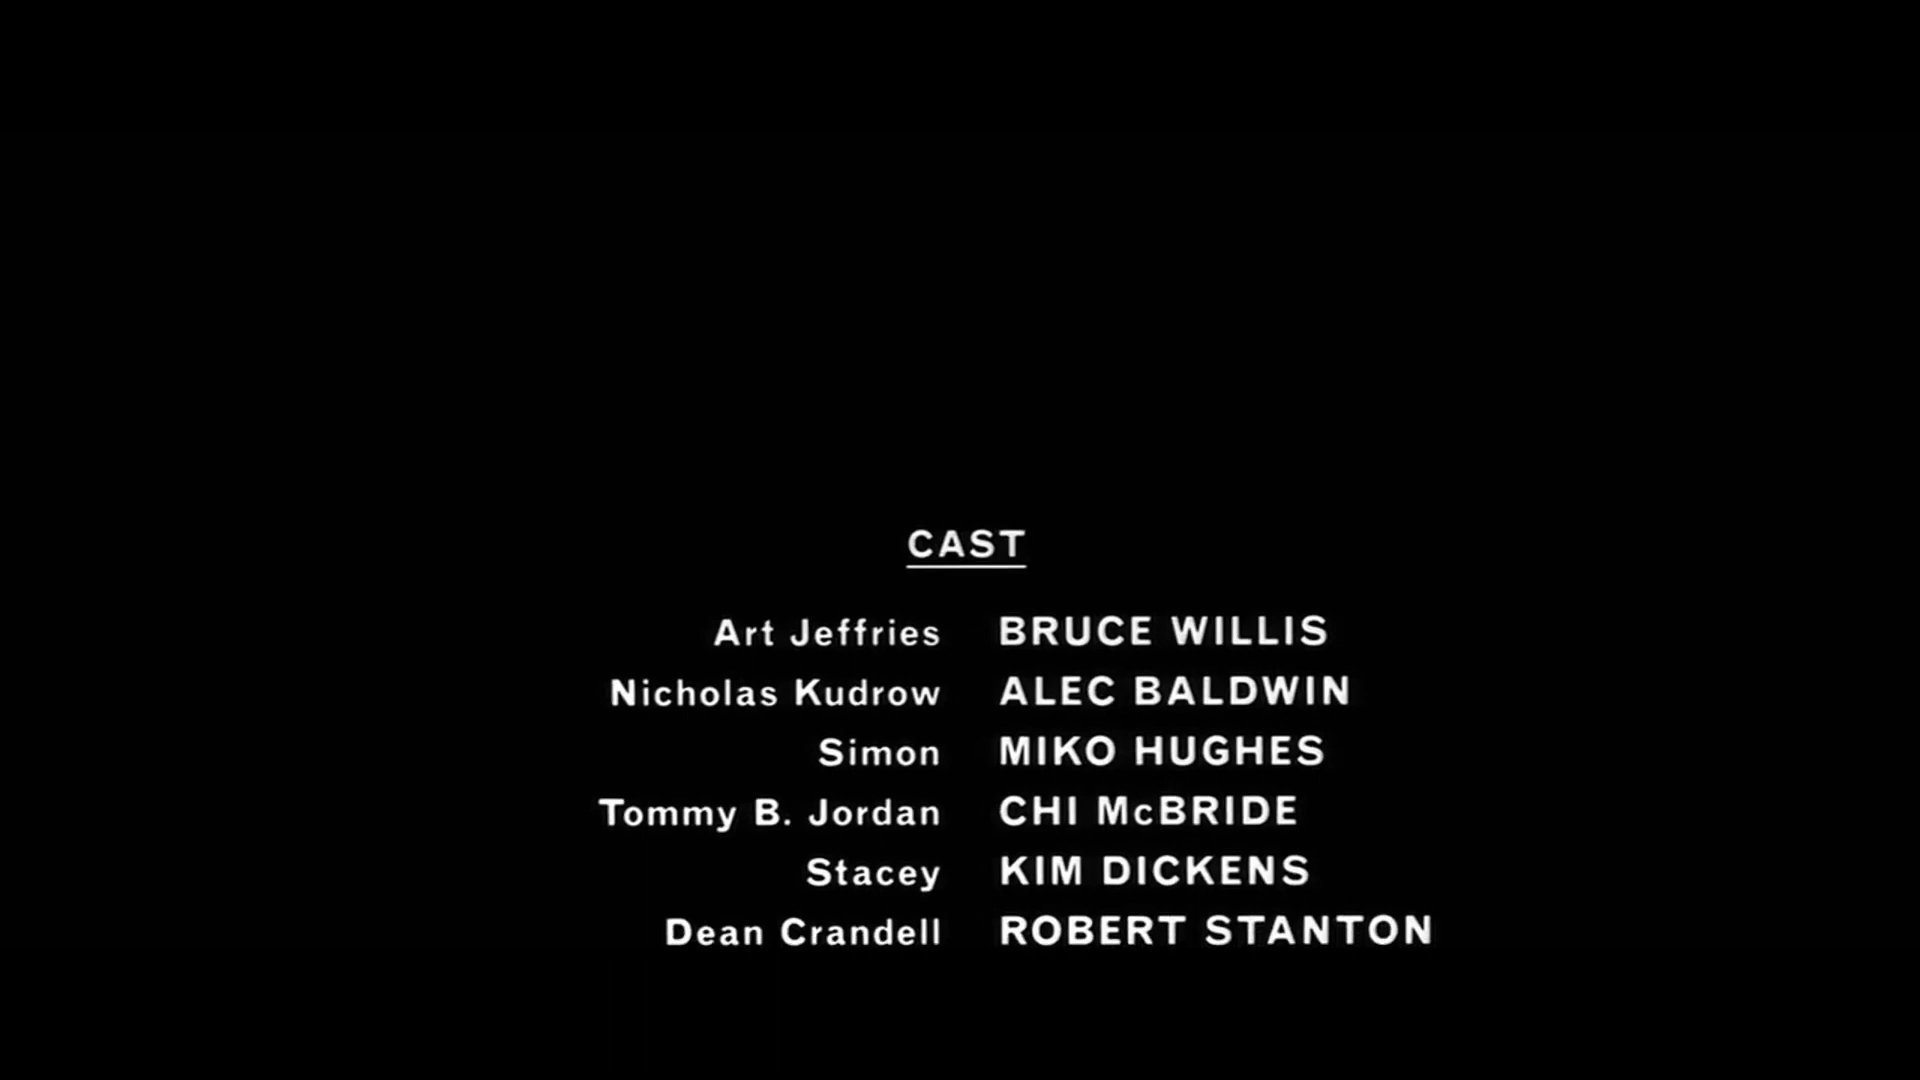 CAST
Art Jeffries BRUCE WILLIS
Nicholas Kudrow ALEC BALDWIN
Simon MIKO HUGHES
Tommy B. Jordan CHI McBRIDE
Stacey KIM DICKENS
Dean Crandell ROBERT STANTON